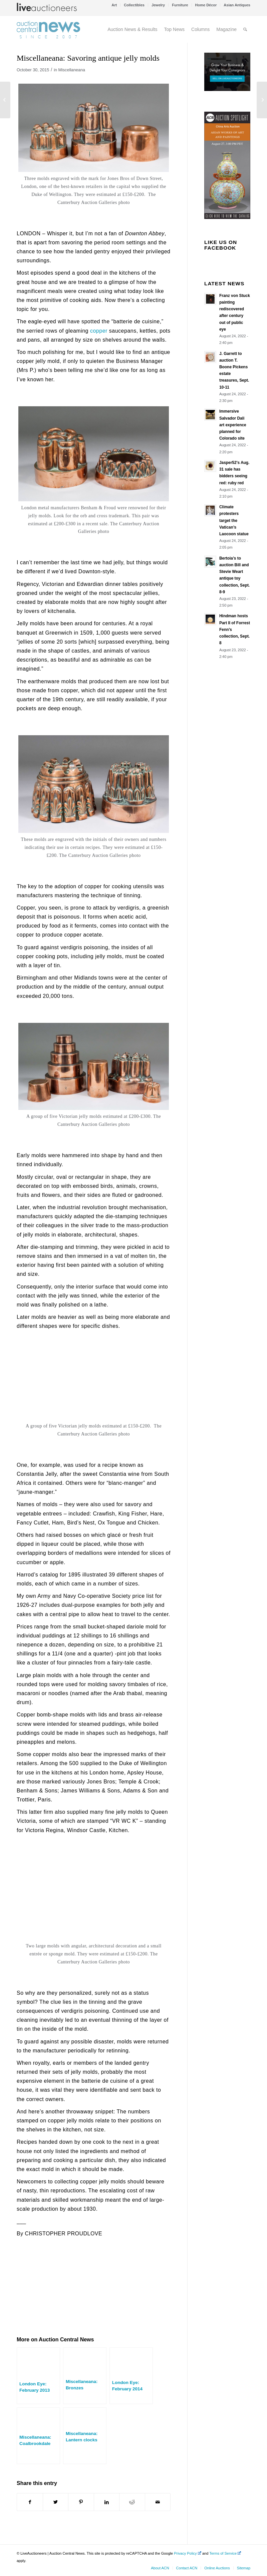 liveauctioneers
Art Collectibles Jewelry Furniture Home Décor Asian Antiques
auction central news
SINCE 2007
Auction News & Results Top News Columns Magazine
Miscellaneana: Savoring antique jelly molds
October 30, 2015 / in Miscellaneana
Three molds engraved with the mark for Jones Bros of Down Street,
London, one of the best-known retailers in the capital who supplied the
Duke of Wellington. They were estimated at £150-£200. The
Canterbury Auction Galleries photo
LONDON – Whisper it, but I'm not a fan of Downton Abbey,
that is apart from savoring the period room settings and what
must have been for the landed gentry enjoyed their privileged
surroundings.
Most episodes spend a good deal in the kitchens of the
grand house and usually there is an impressive array of great
machines used to sustain them. Unsurprisingly, preparing
those magnificent meals were created using what today look
like the most outdated of kitchen tools.
The eagle-eyed will have spotted "the batterie de cuisine,"
the serried rows of gleaming copper saucepans, kettles, pots
and pans, all lined up on shelves and suspended from walls.
Too much like hard work for me, though: I would be the idle
copper pot boy, only to be quietly fired by the Business Manager
(Mrs P.) who's been telling me she's wanted to do so for as long as
I've known her.
London metal manufacturers Benham & Froud were renowned for their
jelly molds. Look for the orb and cross trademark. This pair was
estimated at £200-£300 in a recent sale. The Canterbury Auction
Galleries photo
I can't remember the last time we had jelly, but things would
be different in the days of Downton Abbey.
Regency, Victorian and Edwardian dinner tables positively
groaned under the weight of the most spectacular jellies,
created by elaborate molds that are now highly sought after
by lovers of kitchenalia.
Jelly molds have been around for centuries. At a royal
banquet at Greenwich in 1509, 1,000 guests were served
"jellies of some 20 sorts [which] surpassed everything, being
made in the shape of castles, and animals of various
descriptions, as beautiful and as admirable as can be
imagined."
The earthenware molds that produced them are now lost but
those made from copper, which did not appear until the first
quarter of the 19th century, are still readily available, if your
pockets are deep enough.
These molds are engraved with the initials of their owners and numbers
indicating their use in certain recipes. They were estimated at £150-
£200. The Canterbury Auction Galleries photo
The key to the adoption of copper for cooking utensils was
manufacturers mastering the technique of tinning.
Copper, you seen, is prone to attack by verdigris, a greenish
deposit that is poisonous. It forms when acetic acid,
produced by food as it ferments, comes into contact with the
copper to produce copper acetate.
To guard against verdigris poisoning, the insides of all
copper cooking pots, including jelly molds, must be coated
with a layer of tin.
Birmingham and other Midlands towns were at the center of
production and by the middle of the century, annual output
exceeded 10,000 tons.
A group of five Victorian jelly molds estimated at £200-£300. The
Canterbury Auction Galleries photo
Early molds were hammered into shape by hand and then
tinned individually.
Mostly circular, oval or rectangular in shape, they are
decorated on top with embossed birds, animals, crowns,
fruits and flowers, and their sides are fluted or gadrooned.
Later, when the industrial revolution brought mechanisation,
manufacturers quickly adapted the die-stamping techniques of
their colleagues in the silver trade to the mass-production
of jelly molds in elaborate, architectural, shapes.
After die-stamping and trimming, they were pickled in acid to
remove stains and then immersed in a vat of molten tin, the
exterior having first been painted with a solution of whiting
and size.
Consequently, only the interior surface that would come into
contact with the jelly was tinned, while the exterior of the
mold was finally polished on a lathe.
Later molds are heavier as well as being more elaborate and
different shapes were for specific dishes.
A group of five Victorian jelly molds estimated at £150-£200. The
Canterbury Auction Galleries photo
One, for example, was used for a recipe known as
Constantia Jelly, after the sweet Constantia wine from South
Africa it contained. Others were for "blanc-manger" and
"jaune-manger."
Names of molds – they were also used for savory and
vegetable entrees – included: Crawfish, King Fisher, Hare,
Fancy Cutlet, Ham, Bird's Nest, Ox Tongue and Chicken.
Others had raised bosses on which glacé or fresh fruit
dipped in liqueur could be placed, while those with
overlapping borders of medallions were intended for slices of
cucumber or apple.
Harrod's catalog for 1895 illustrated 39 different shapes of
molds, each of which came in a number of sizes.
My own Army and Navy Co-operative Society price list for
1926-27 includes dual-purpose examples for both jelly and
cakes with a central pipe to allow heat to travel to the center.
Prices range from the small bucket-shaped dariole mold for
individual puddings at 12 shillings to 16 shillings and
ninepence a dozen, depending on size, to a probability 21
shillings for a 11/4 (one and a quarter) -pint job that looks
like a cluster of four pinnacles from a fairy-tale castle.
Large plain molds with a hole through the center and
rounded tops were used for molding savory timbales of rice,
macaroni or noodles (named after the Arab thabal, meaning
drum).
Copper bomb-shape molds with lids and brass air-release
screw were intended for steamed puddings, while boiled
puddings could be made in shapes such as hedgehogs, half
pineapples and melons.
Some copper molds also bear the impressed marks of their
retailers. Among the 500 supplied to the Duke of Wellington
for use in the kitchens at his London home, Apsley House,
are those marked variously Jones Bros; Temple & Crook;
Benham & Sons; James Williams & Sons, Adams & Son and
Trottier, Paris.
This latter firm also supplied many fine jelly molds to Queen
Victoria, some of which are stamped "VR WC K" – standing
for Victoria Regina, Windsor Castle, Kitchen.
Two large molds with angular, architectural decoration and a small
entrée or sponge mold. They were estimated at £150-£200. The
Canterbury Auction Galleries photo
So why are they personalized, surely not as a status
symbol? The clue lies in the tinning and the grave
consequences of verdigris poisoning. Continuous use and
cleaning inevitably led to an eventual weakening of the layer
of tin on the inside of the mold.
To guard against any possible disaster, molds were returned
to the manufacturer periodically for retinning.
When royalty, or nearly members of the landed gentry
returned their sets of jelly molds, probably the most
expensive element in the batterie de cuisine of a great
house, it was vital they were identifiable and sent back to the
correct owners.
And here's another throwaway snippet: The numbers
stamped on copper jelly molds relate to their positions on
the shelves in the kitchen, not size.
Recipes handed down by one cook to the next in a great
house not only listed the ingredients and method of
preparing and cooking a particular dish, they also indicated
the exact mold in which it should be made.
Newcomers to collecting copper jelly molds should beware
of nasty, thin reproductions. The escalating cost of raw
materials and skilled workmanship meant the end of large-
scale production by about 1930.
By CHRISTOPHER PROUDLOVE
More on Auction Central News
London Eye:
February 2013
Miscellaneana:
Bronzes
London Eye:
February 2014
Miscellaneana:
Coalbrookdale
Miscellaneana:
Lantern clocks
Share this entry
Grow Your Business &
Delight Your Consignors
AUCTION SPOTLIGHT
LIKE US ON
FACEBOOK
LATEST NEWS
Franz von Stuck
painting
rediscovered
after century
out of public
eye
August 24, 2022 -
2:40 pm
J. Garrett to
auction T.
Boone Pickens
estate
treasures, Sept.
10-11
August 24, 2022 -
2:30 pm
Immersive
Salvador Dalí
art experience
planned for
Colorado site
August 24, 2022 -
2:20 pm
Jasper52's Aug.
31 sale has
bidders seeing
red: ruby red
August 24, 2022 -
2:10 pm
Climate
protesters
target the
Vatican's
Laocoön statue
August 24, 2022 -
2:05 pm
Bertoia's to
auction Bill and
Stevie Weart
antique toy
collection, Sept.
8-9
August 23, 2022 -
2:50 pm
Hindman hosts
Part II of Forrest
Fenn's
collection, Sept.
8
August 23, 2022 -
2:40 pm
© LiveAuctioneers | Auction Central News. This site is protected by reCAPTCHA and the Google Privacy Policy and Terms of Service
apply.
About ACN Contact ACN Online Auctions Sitemap